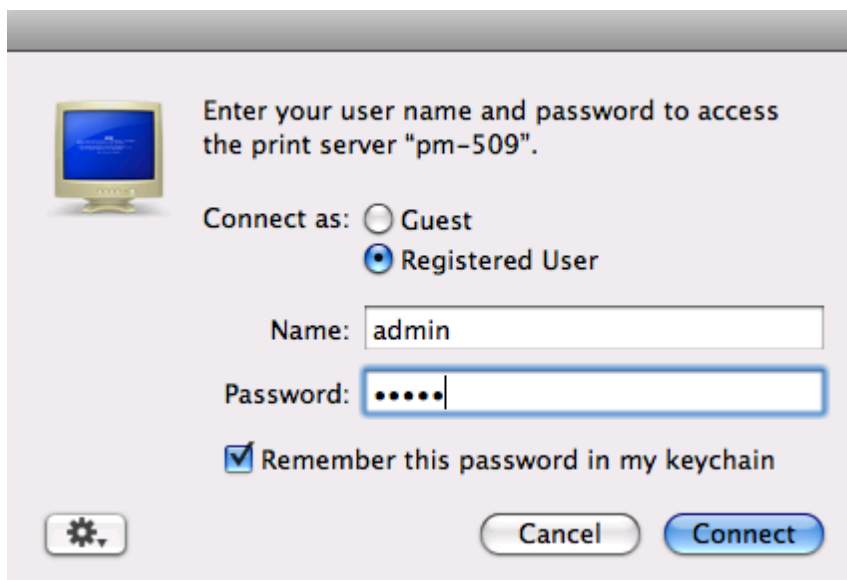 Enter your user name and password to access
the print server “pm-509”.
Connect as: Guest
Registered User
Name: admin
Password: •••••
Remember this password in my keychain
Cancel Connect